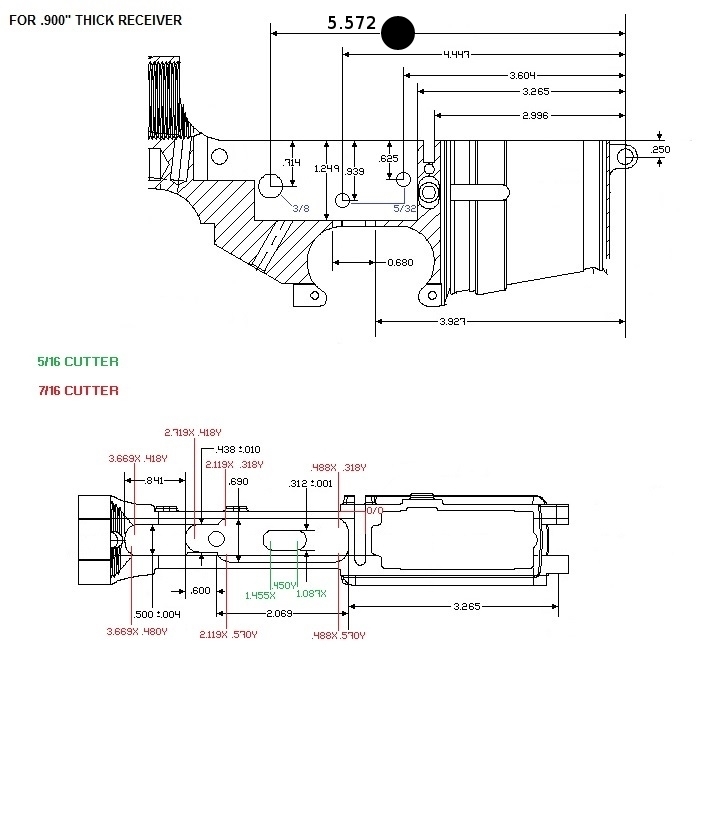 FOR .900" THICK RECEIVER
5.572
4.447
3.604
3.265
2.996
.250
.714
1.249
.939
.625
3/8
5/32
0.680
3.927
5/16 CUTTER
7/16 CUTTER
2.719X .418Y
.438 ±.010
3.669X .418Y
2.119X .318Y
.488X .318Y
.841
.690
.312 ±.001
0/0
.600
.450Y
1.455X
1.087X
.500 ±.004
2.069
3.265
3.669X .480Y
2.119X .570Y
.488X .570Y